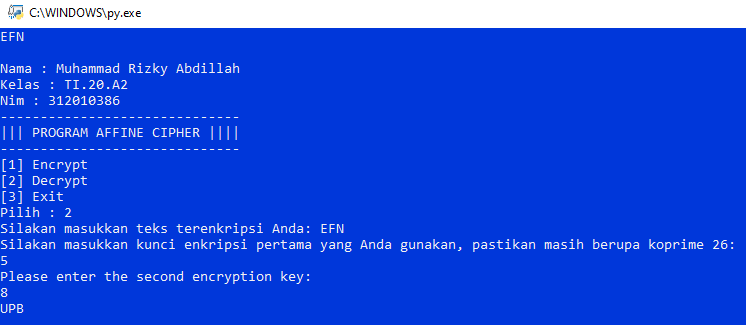 C:\WINDOWS\py.exe
EFN
Nama : Muhammad Rizky Abdillah
Kelas : TI.20.A2
Nim : 312010386
------------------------------
||| PROGRAM AFFINE CIPHER ||||
------------------------------
[1] Encrypt
[2] Decrypt
[3] Exit
Pilih : 2
Silakan masukkan teks terenkripsi Anda: EFN
Silakan masukkan kunci enkripsi pertama yang Anda gunakan, pastikan masih berupa koprime 26:
5
Please enter the second encryption key:
8
UPB